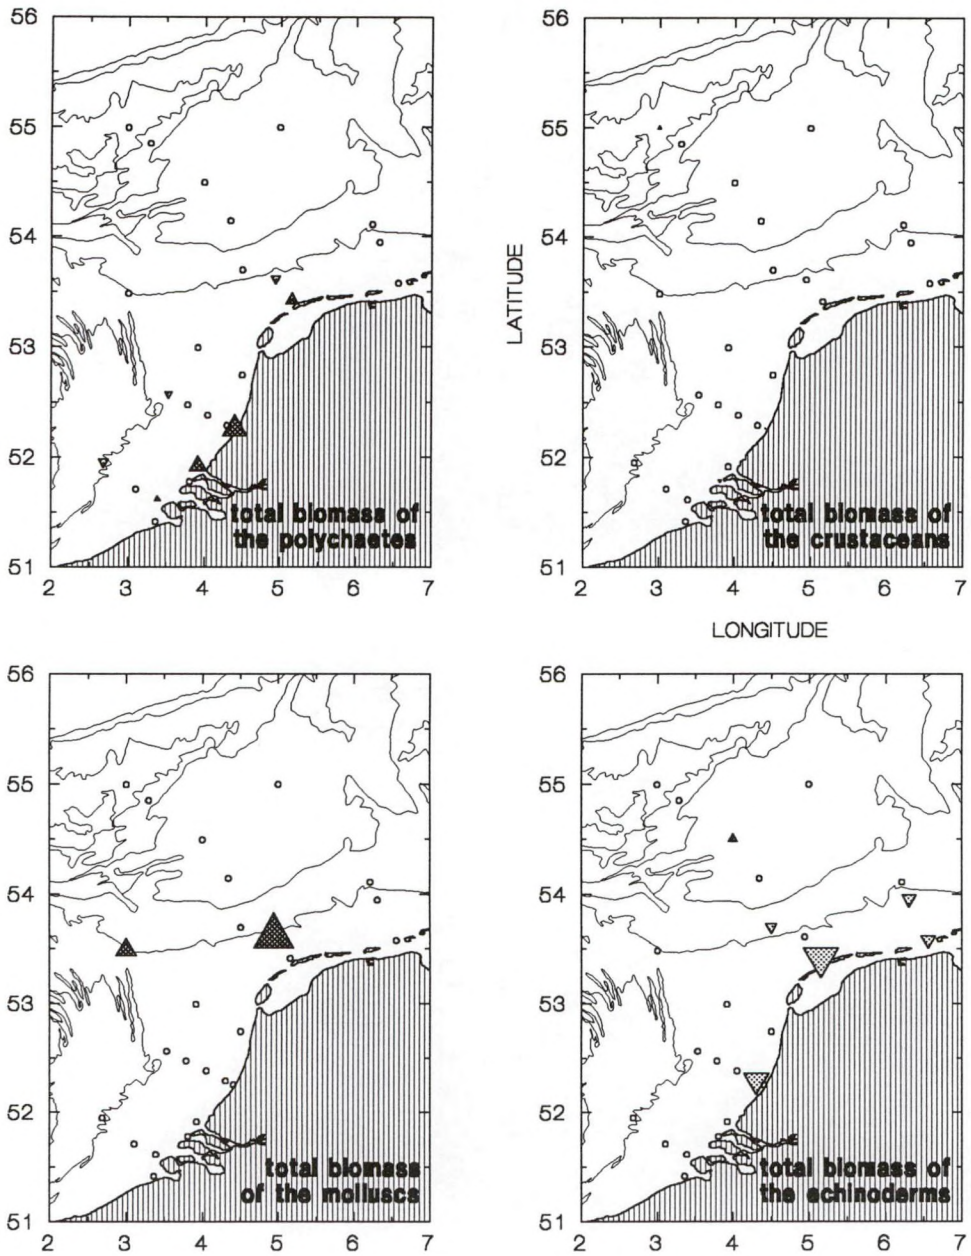 56
55
54
53
52
51
2 3 4 5 6 7
total biomass of
the polychaetes
56
55
54
53
52
51
2 3 4 5 6 7
LATITUDE
total biomass of
the crustaceans
LONGITUDE
56
55
54
53
52
51
2 3 4 5 6 7
total biomass
of the molluscs
56
55
54
53
52
51
2 3 4 5 6 7
total biomass of
the echinoderms